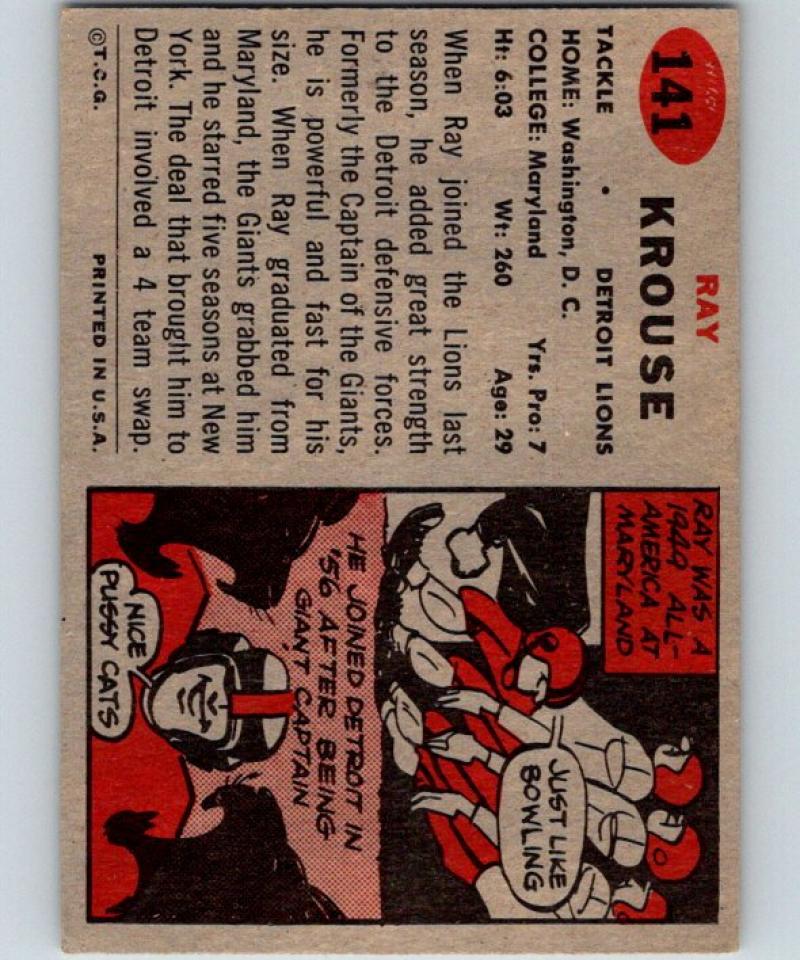 141
RAY
KROUSE
TACKLE • DETROIT LIONS
HOME: Washington, D. C.
COLLEGE: Maryland Yrs. Pro: 7
Ht: 6:03 Wt: 260 Age: 29
When Ray joined the Lions last
season, he added great strength
to the Detroit defensive forces.
Formerly the Captain of the Giants,
he is powerful and fast for his
size. When Ray graduated from
Maryland, the Giants grabbed him
and he starred five seasons at New
York. The deal that brought him to
Detroit involved a 4 team swap.
©T.C.G. PRINTED IN U.S.A.
RAY WAS A
1949 ALL-
AMERICA AT
MARYLAND
JUST LIKE
BOWLING
HE JOINED DETROIT IN
'56 AFTER BEING
GIANT CAPTAIN
NICE
PUSSY CATS